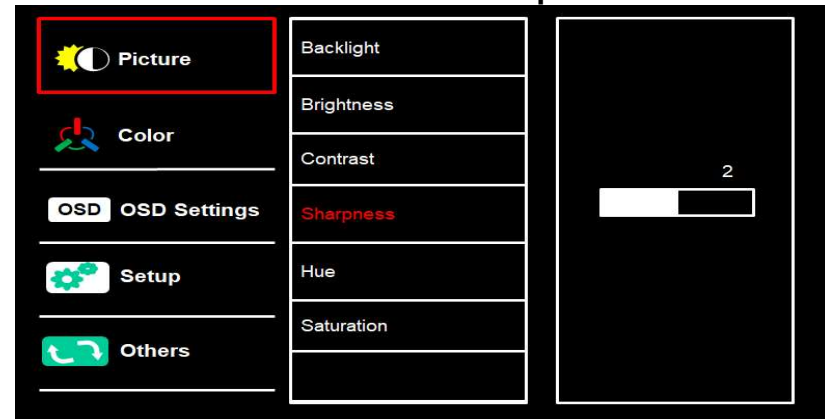 Picture
Color
OSD OSD Settings
Setup
Others
Backlight
Brightness
Contrast
Sharpness
Hue
Saturation
2